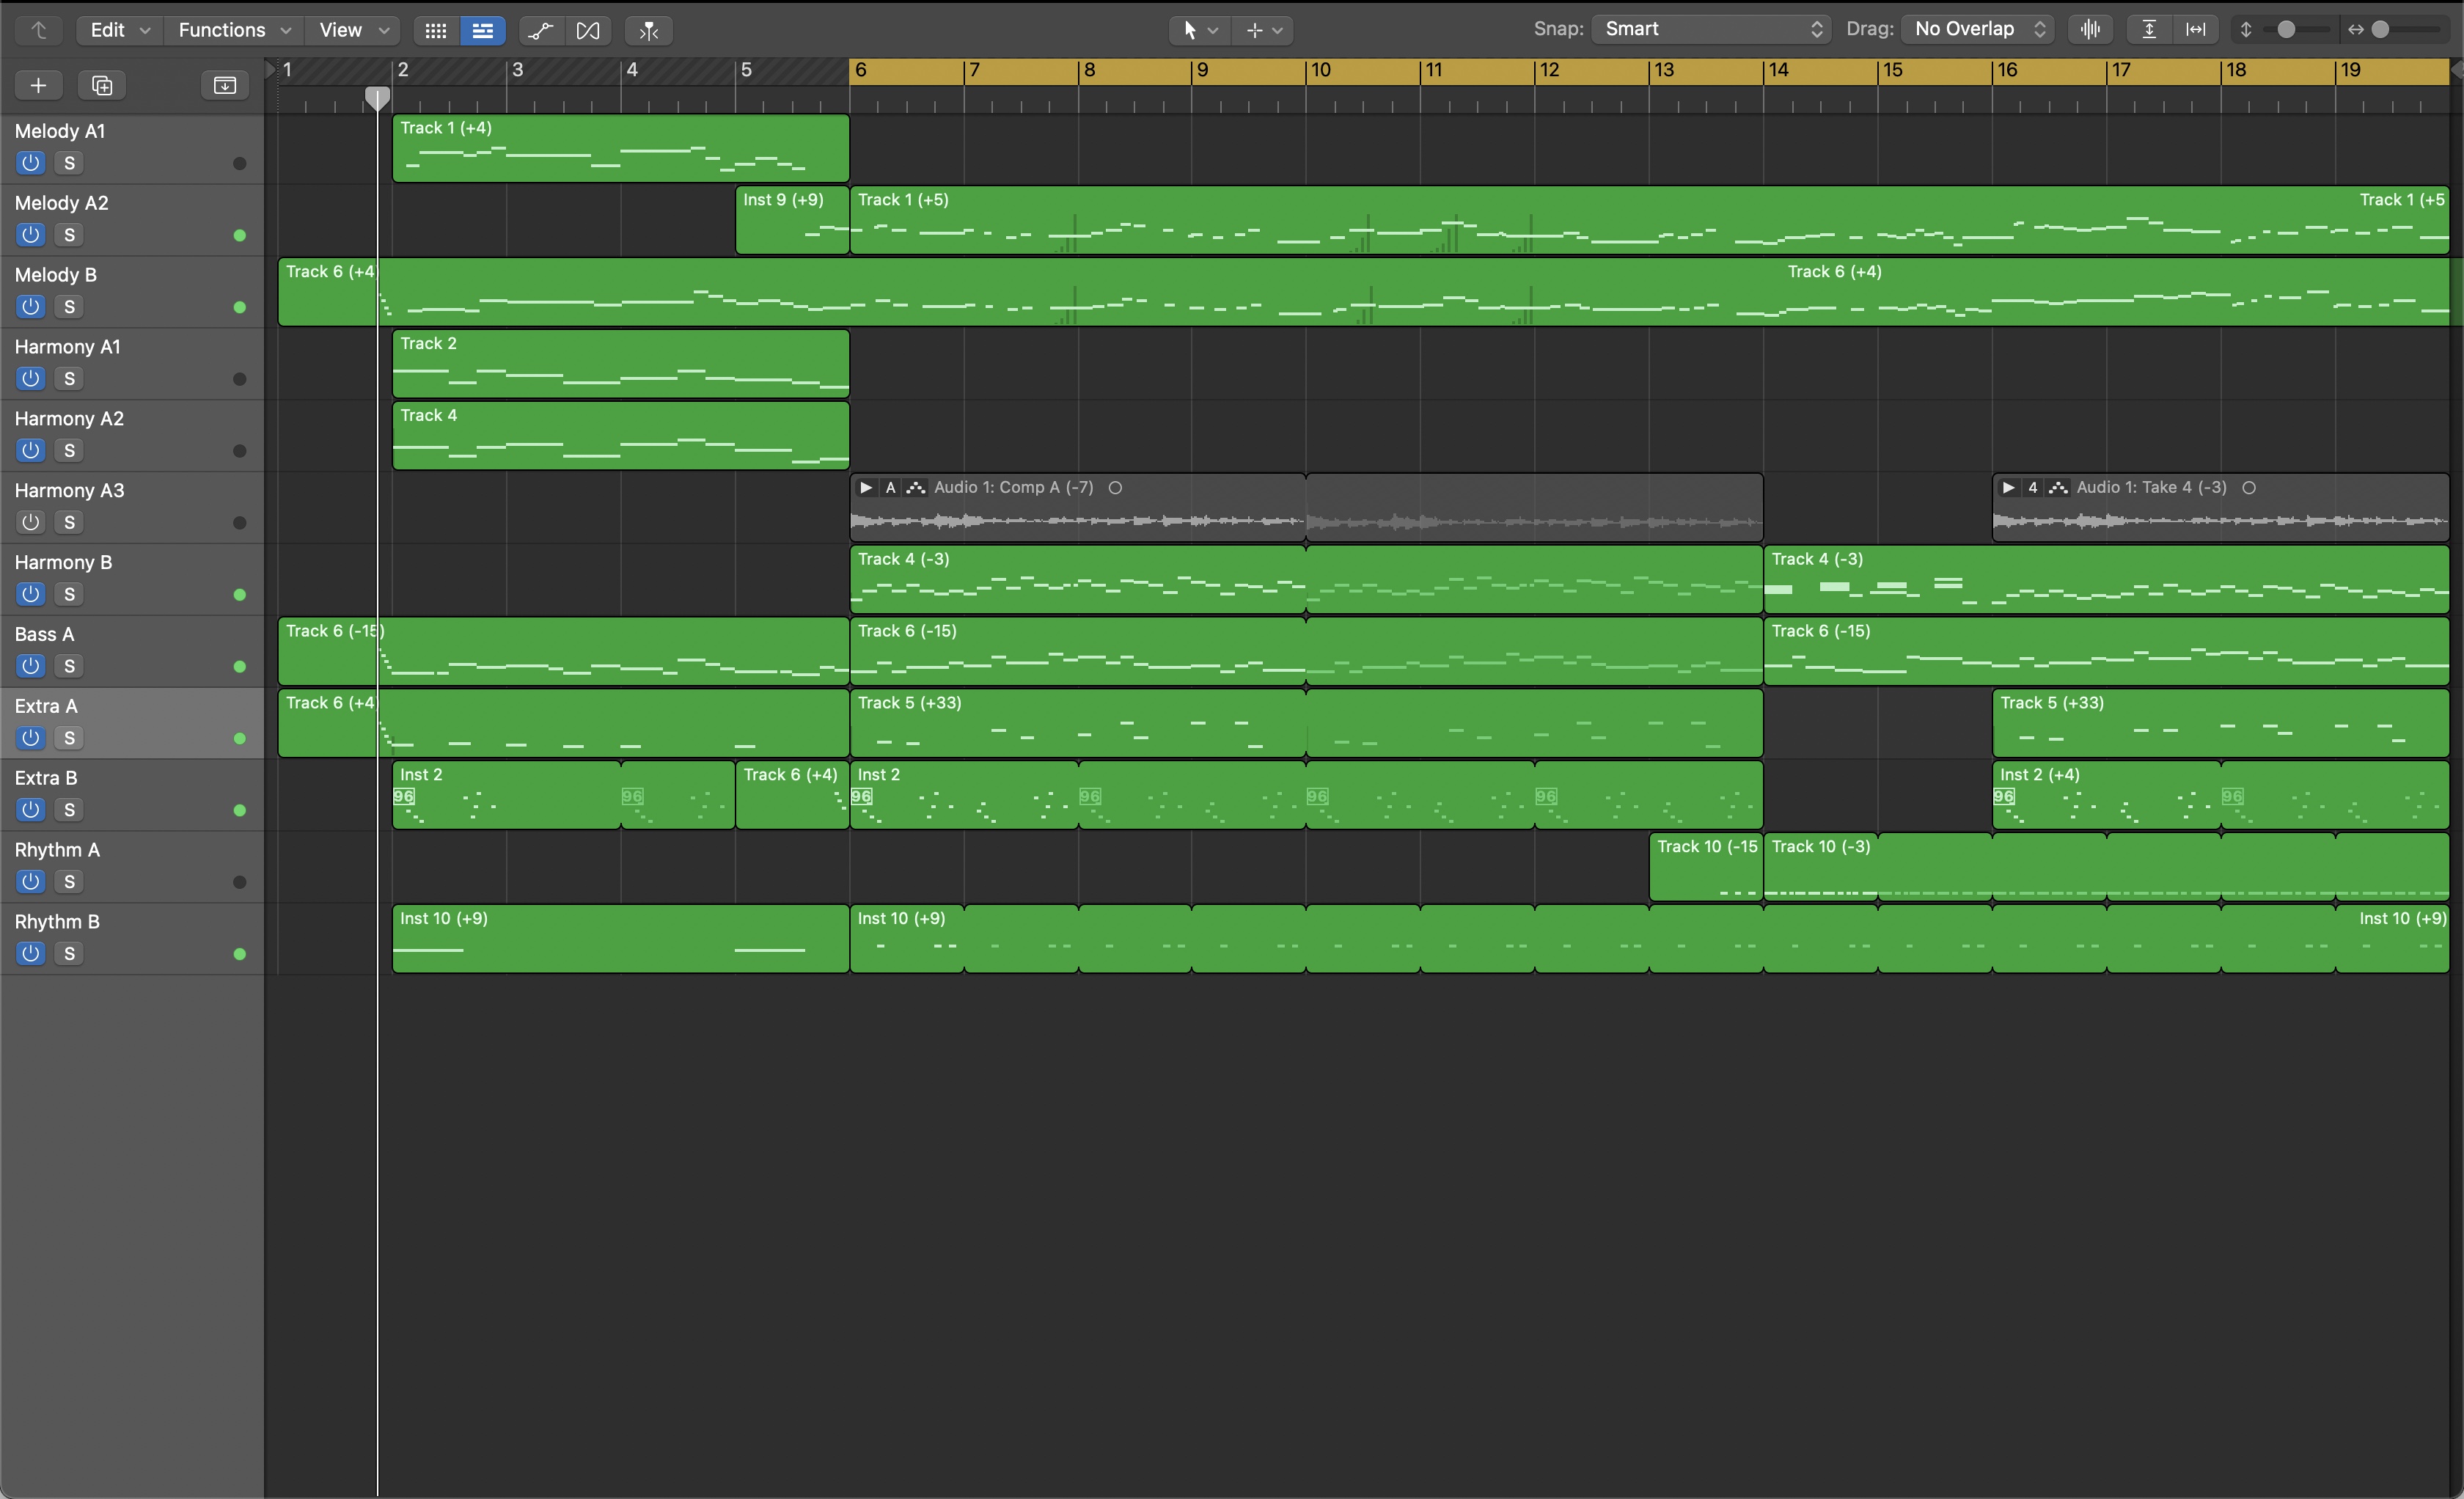 Edit Functions View Snap: Smart Drag: No Overlap
1 2 3 4 5 6 7 8 9 10 11 12 13 14 15 16 17 18 19
Melody A1
S
Track 1 (+4)
Melody A2
S
Inst 9 (+9) Track 1 (+5) Track 1 (+5
Melody B
S
Track 6 (+4) Track 6 (+4)
Harmony A1
S
Track 2
Harmony A2
S
Track 4
Harmony A3
S
A Audio 1: Comp A (-7) 4 Audio 1: Take 4 (-3)
Harmony B
S
Track 4 (-3) Track 4 (-3)
Bass A
S
Track 6 (-15) Track 6 (-15) Track 6 (-15)
Extra A
S
Track 6 (+4) Track 5 (+33) Track 5 (+33)
Extra B
S
Inst 2 Track 6 (+4) Inst 2 Inst 2 (+4)
96 96 96 96 96 96 96 96
Rhythm A
S
Track 10 (-15 Track 10 (-3)
Rhythm B
S
Inst 10 (+9) Inst 10 (+9) Inst 10 (+9)